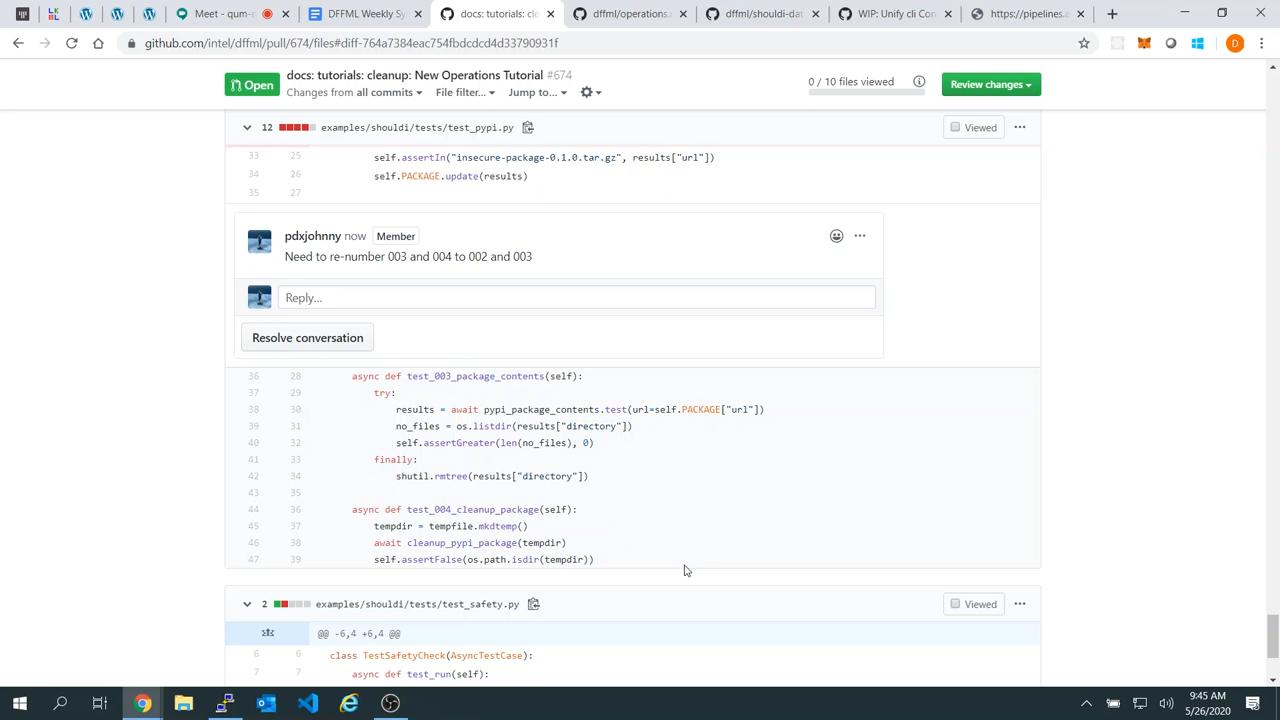 Meet - qum-
DFFML Weekly Sy
docs: tutorials: cle
dffml/operations.
dffml/shouldi-dat
WIP: Unify cli Con
https://pipelines.a
github.com/intel/dffml/pull/674/files#diff-764a7384eac754fbdcdcd4d33790931f
D
Open
docs: tutorials: cleanup: New Operations Tutorial #674
Changes from all commits File filter... Jump to...
0 / 10 files viewed
Review changes
12 examples/shouldi/tests/test_pypi.py
Viewed
33 25 self.assertIn("insecure-package-0.1.0.tar.gz", results["url"])
34 26 self.PACKAGE.update(results)
35 27
pdxjohnny now Member
Need to re-number 003 and 004 to 002 and 003
Reply...
Resolve conversation
36 28 async def test_003_package_contents(self):
37 29 try:
38 30 results = await pypi_package_contents.test(url=self.PACKAGE["url"])
39 31 no_files = os.listdir(results["directory"])
40 32 self.assertGreater(len(no_files), 0)
41 33 finally:
42 34 shutil.rmtree(results["directory"])
43 35
44 36 async def test_004_cleanup_package(self):
45 37 tempdir = tempfile.mkdtemp()
46 38 await cleanup_pypi_package(tempdir)
47 39 self.assertFalse(os.path.isdir(tempdir))
2 examples/shouldi/tests/test_safety.py
Viewed
@@ -6,4 +6,4 @@
6 6 class TestSafetyCheck(AsyncTestCase):
7 7 async def test_run(self):
9:45 AM
5/26/2020